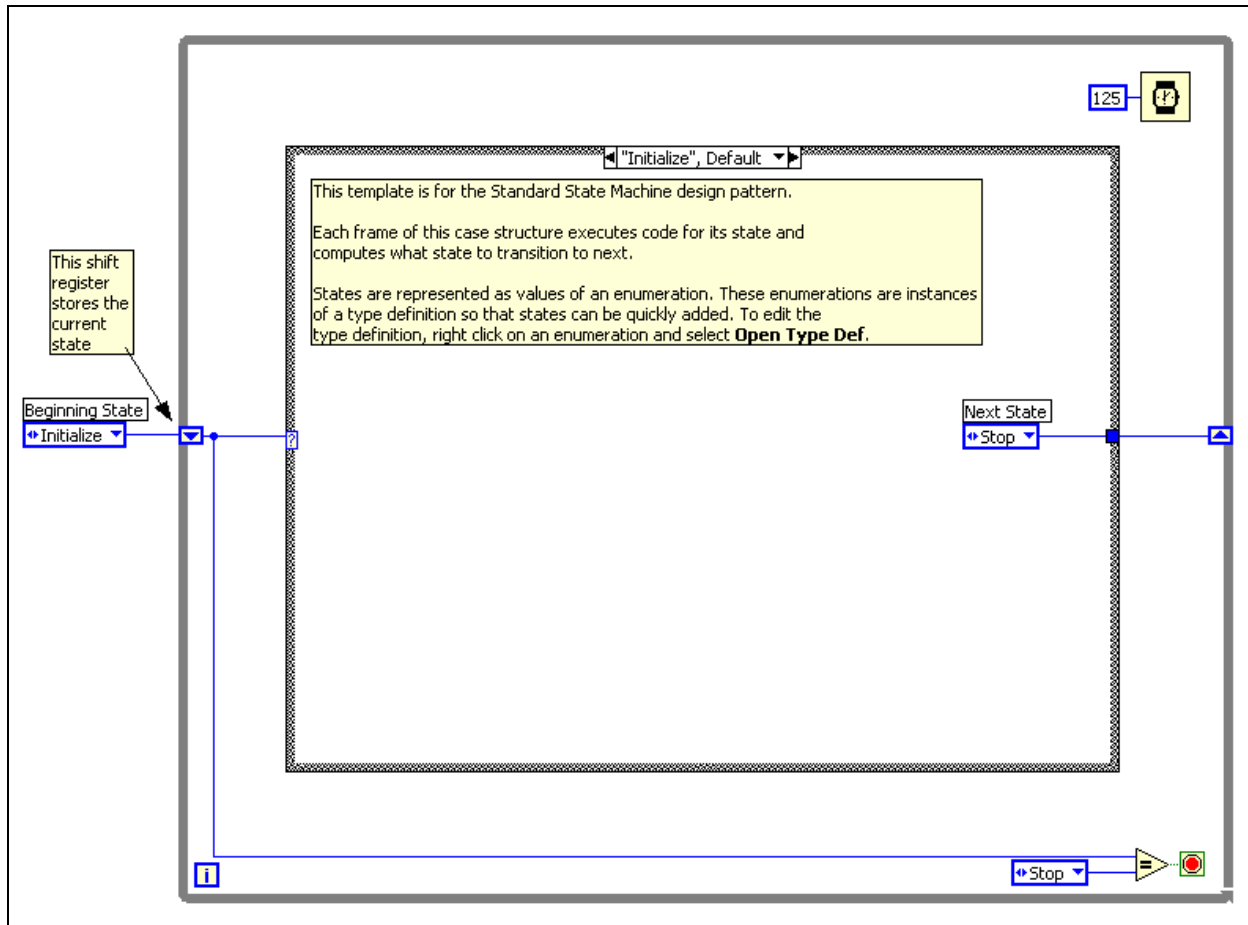 125
"Initialize", Default
This template is for the Standard State Machine design pattern.
Each frame of this case structure executes code for its state and
computes what state to transition to next.
States are represented as values of an enumeration. These enumerations are instances
of a type definition so that states can be quickly added. To edit the
type definition, right click on an enumeration and select Open Type Def.
This shift
register
stores the
current
state
Beginning State
Initialize
?
Next State
Stop
i
Stop
=